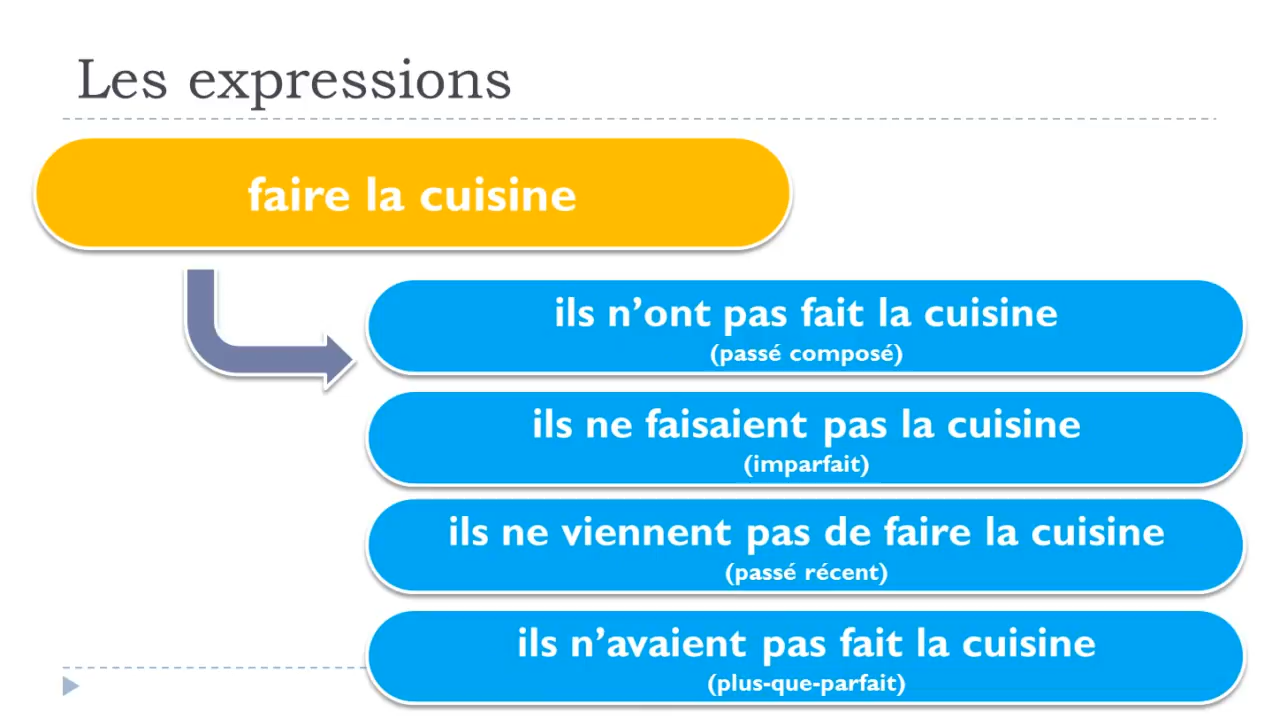 Les expressions
faire la cuisine
ils n’ont pas fait la cuisine
(passé composé)
ils ne faisaient pas la cuisine
(imparfait)
ils ne viennent pas de faire la cuisine
(passé récent)
ils n’avaient pas fait la cuisine
(plus-que-parfait)